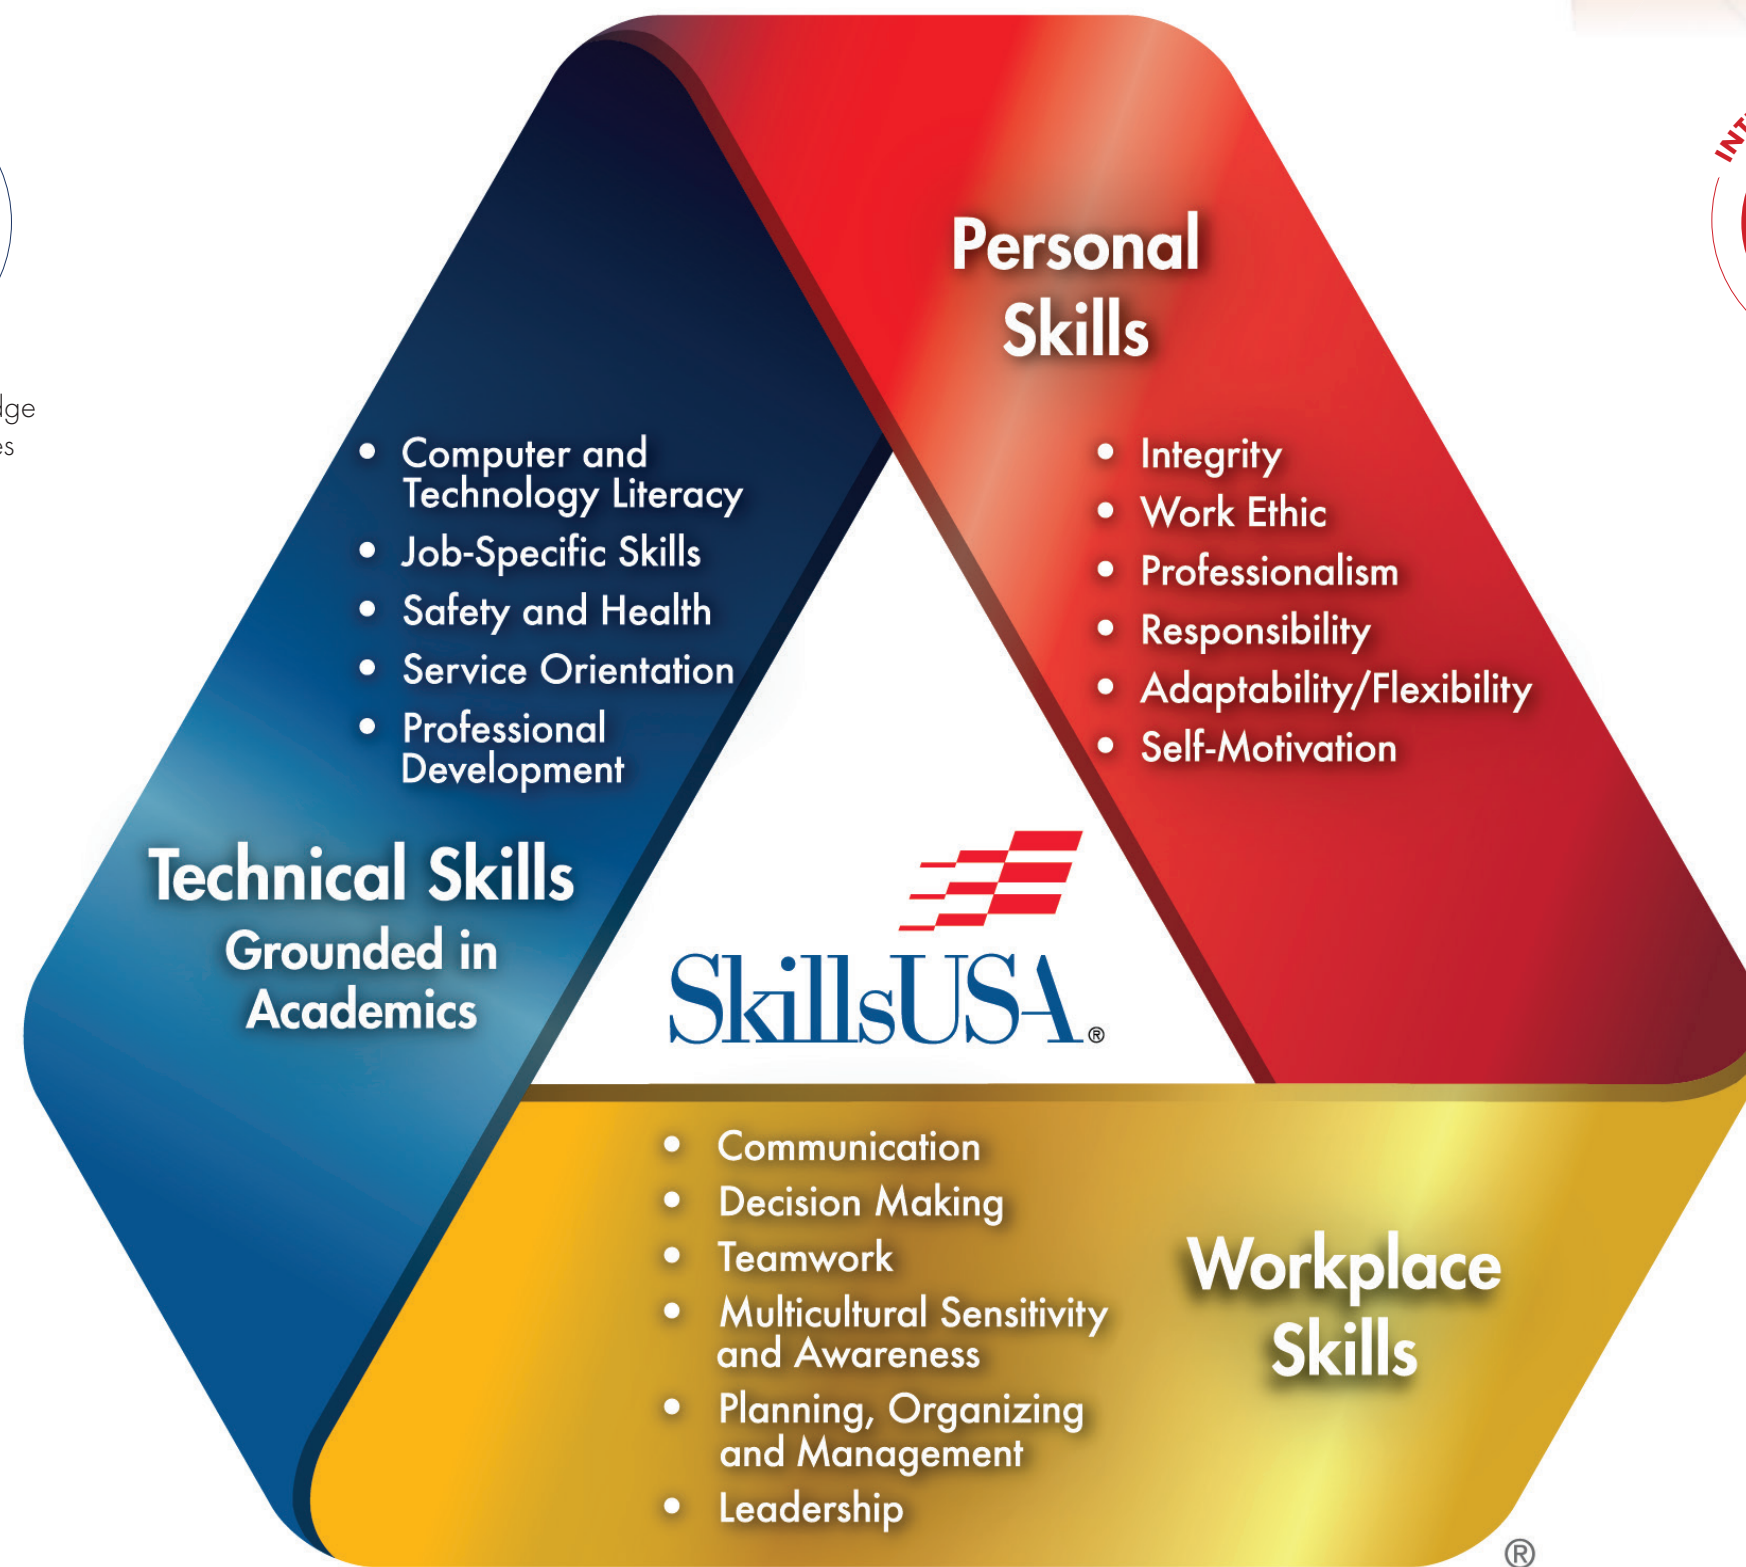 Personal
Skills
• Integrity
• Work Ethic
• Professionalism
• Responsibility
• Adaptability/Flexibility
• Self-Motivation
• Computer and
Technology Literacy
• Job-Specific Skills
• Safety and Health
• Service Orientation
• Professional
Development
Technical Skills
Grounded in
Academics
SkillsUSA®
• Communication
• Decision Making
• Teamwork
• Multicultural Sensitivity
and Awareness
• Planning, Organizing
and Management
• Leadership
Workplace
Skills
®